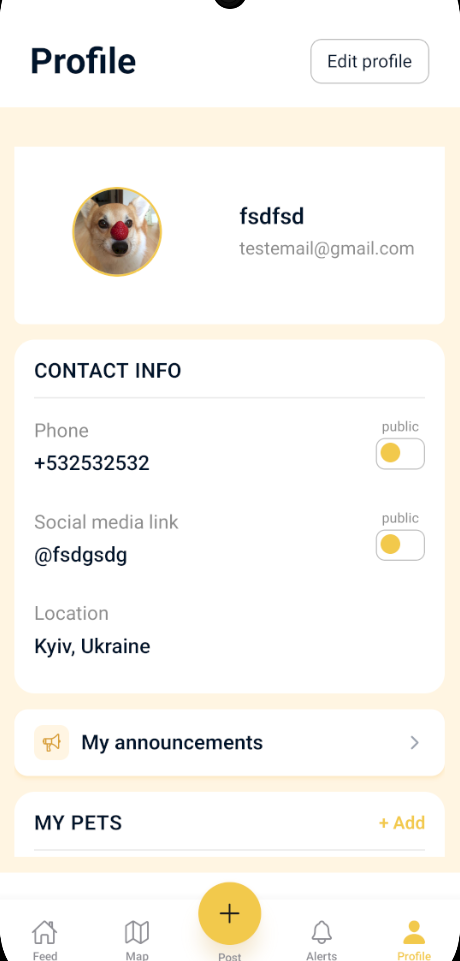 Profile
Edit profile
fsdfsd
testemail@gmail.com
CONTACT INFO
Phone
public
+532532532
Social media link
public
@fsdgsdg
Location
Kyiv, Ukraine
My announcements
MY PETS
+ Add
Feed
Map
Post
Alerts
Profile